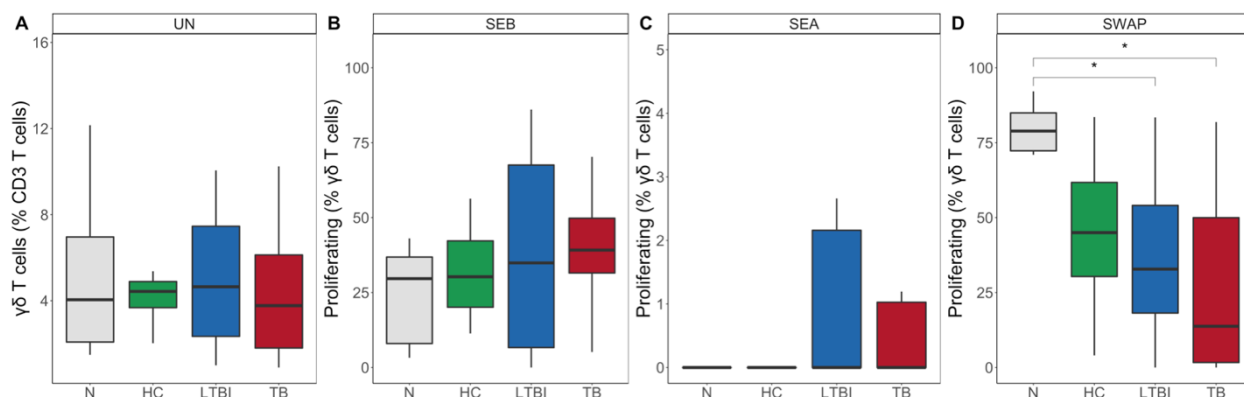 A
UN
γδ T cells (% CD3 T cells)
16
12
8
4
N HC LTBI TB
B
SEB
Proliferating (% γδ T cells)
100
75
50
25
0
N HC LTBI TB
C
SEA
Proliferating (% γδ T cells)
5
4
3
2
1
0
N HC LTBI TB
D
SWAP
Proliferating (% γδ T cells)
100
75
50
25
0
*
*
N HC LTBI TB